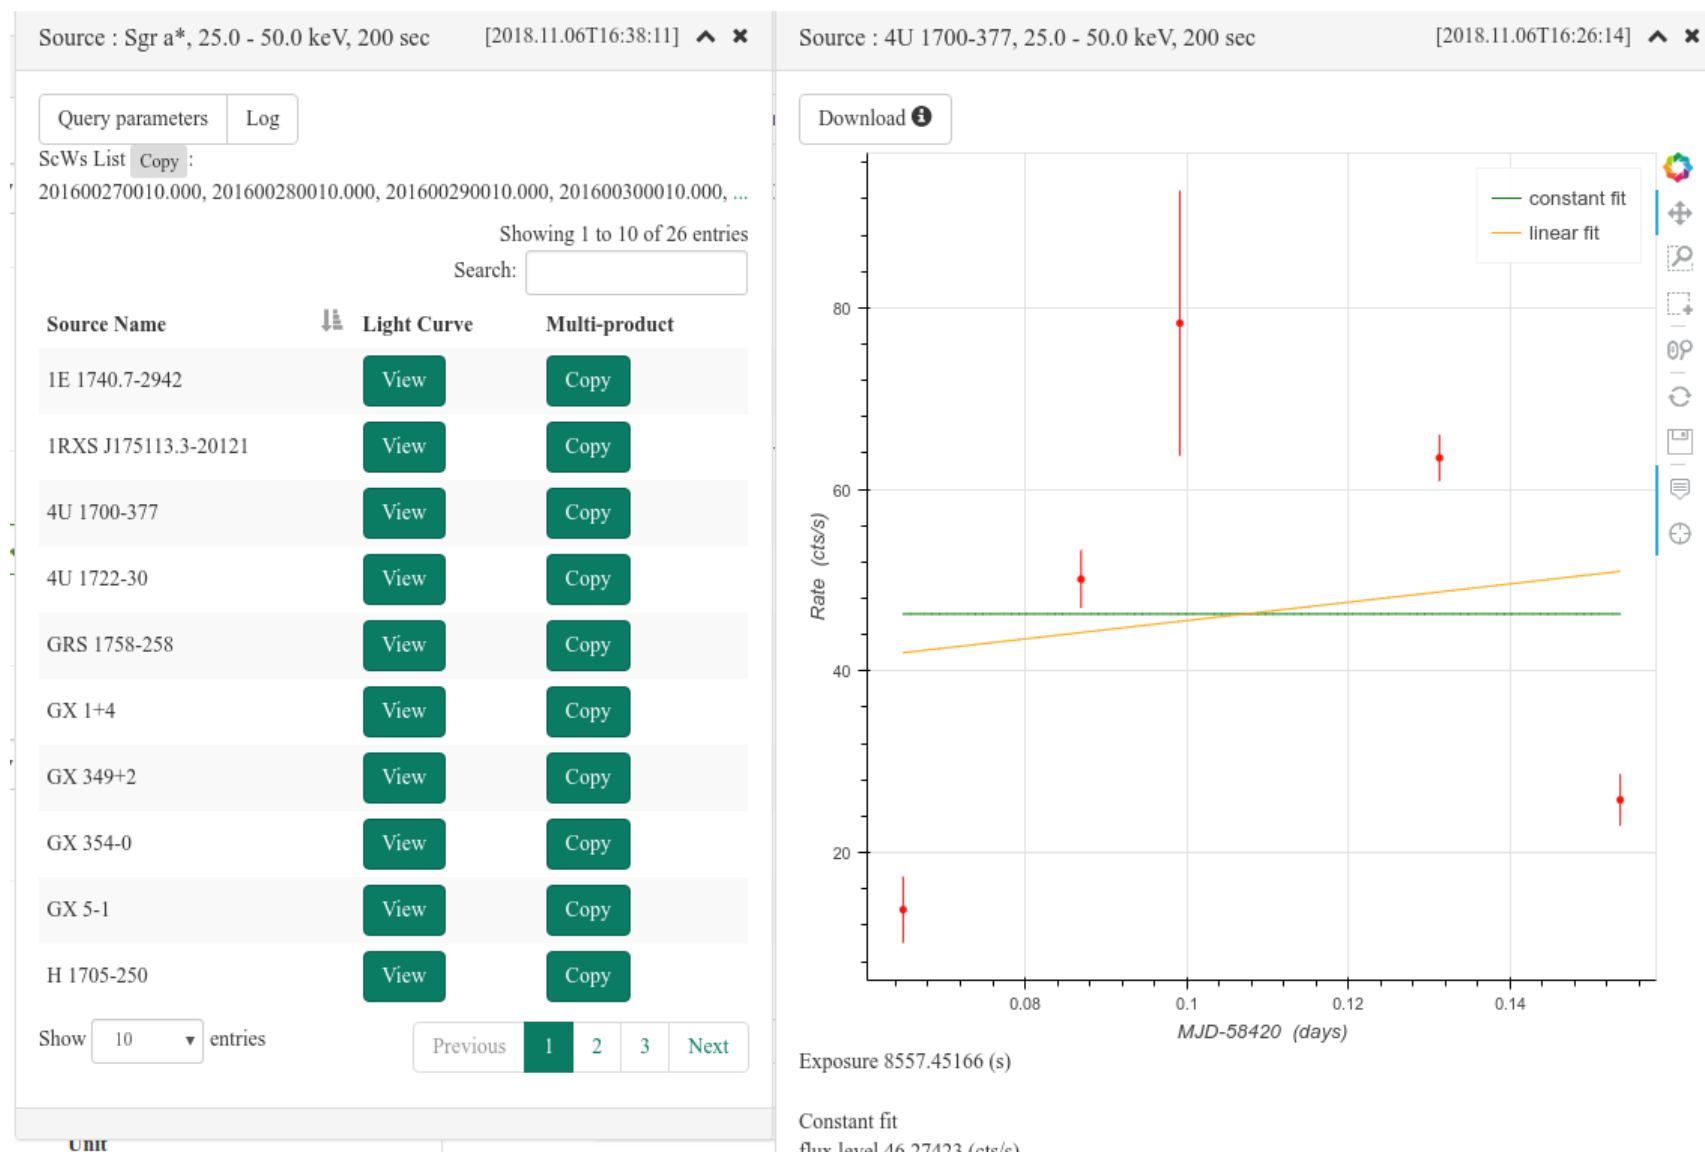 Source : Sgr a*, 25.0 - 50.0 keV, 200 sec [2018.11.06T16:38:11]
Query parameters Log
ScWs List Copy :
201600270010.000, 201600280010.000, 201600290010.000, 201600300010.000, ...
Showing 1 to 10 of 26 entries
Search:
Source Name Light Curve Multi-product
1E 1740.7-2942 View Copy
1RXS J175113.3-20121 View Copy
4U 1700-377 View Copy
4U 1722-30 View Copy
GRS 1758-258 View Copy
GX 1+4 View Copy
GX 349+2 View Copy
GX 354-0 View Copy
GX 5-1 View Copy
H 1705-250 View Copy
Show 10 entries Previous 1 2 3 Next
Unit
Source : 4U 1700-377, 25.0 - 50.0 keV, 200 sec [2018.11.06T16:26:14]
Download
constant fit
linear fit
80
60
40
20
Rate (cts/s)
0.08 0.1 0.12 0.14
MJD-58420 (days)
Exposure 8557.45166 (s)
Constant fit
flux level 46.27423 (cts/s)